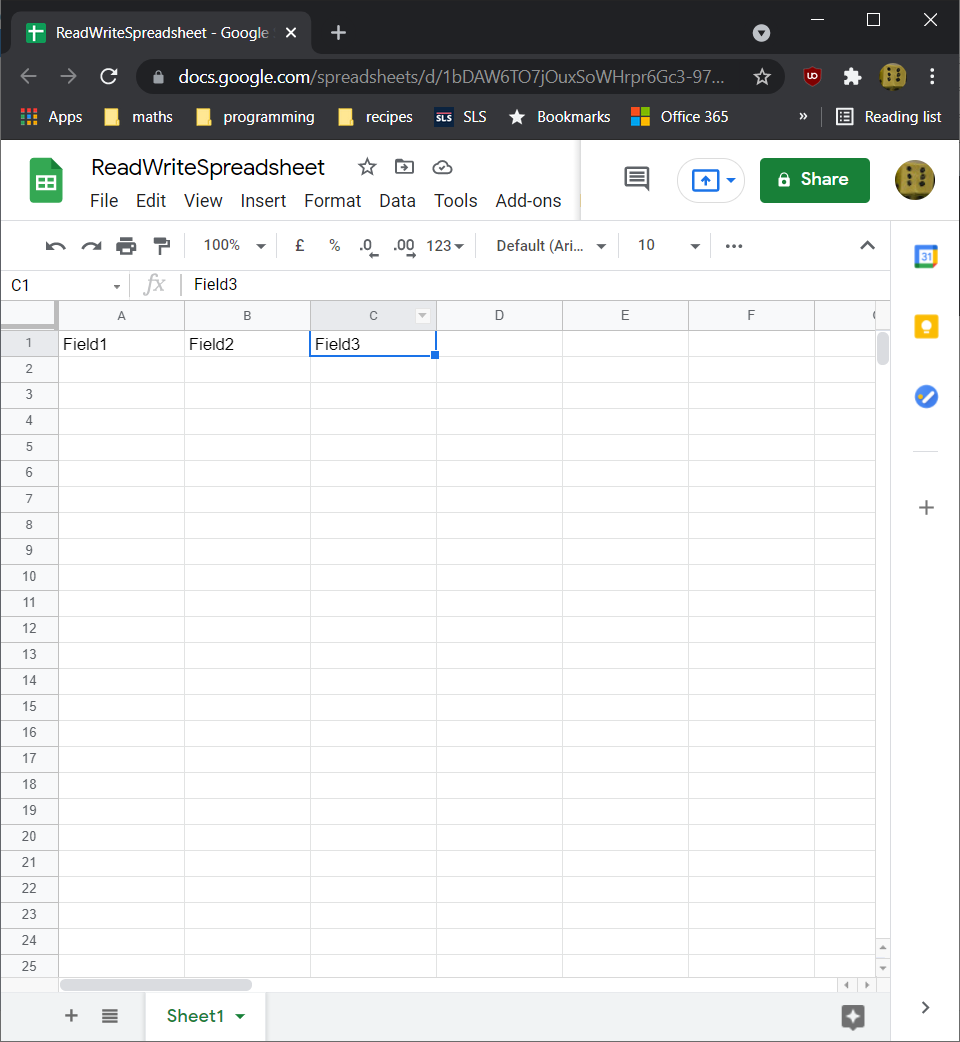 ReadWriteSpreadsheet - Google
docs.google.com/spreadsheets/d/1bDAW6TO7jOuxSoWHrpr6Gc3-97...
Apps maths programming recipes SLS SLS Bookmarks Office 365 » Reading list
ReadWriteSpreadsheet
Share
File Edit View Insert Format Data Tools Add-ons
100% £ % .0 .00 123 Default (Ari... 10
31
C1 fx Field3
A B C D E F
1 Field1 Field2 Field3
2
3
4
5
6
7
8
9
10
11
12
13
14
15
16
17
18
19
20
21
22
23
24
25
Sheet1